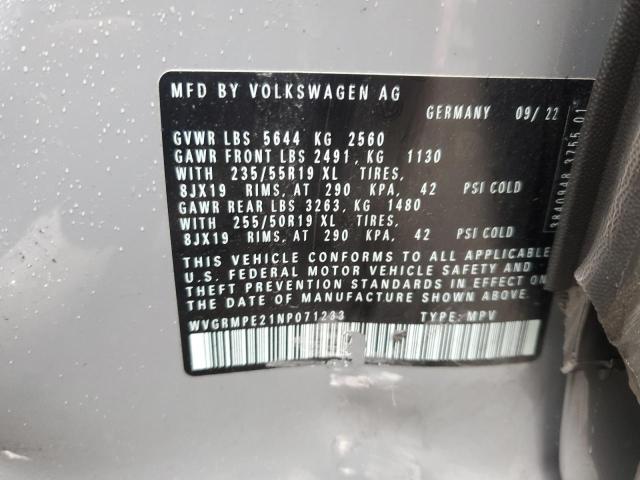 MFD BY VOLKSWAGEN AG
GERMANY 09/ 22
GVWR LBS 5644 KG 2560
GAWR FRONT LBS 2491, KG 1130
WITH 235/55R19 XL TIRES,
8JX19 RIMS, AT 290 KPA, 42 PSI COLD
GAWR REAR LBS 3263, KG 1480
WITH 255/50R19 XL TIRES,
8JX19 RIMS, AT 290 KPA, 42 PSI COLD
THIS VEHICLE CONFORMS TO ALL APPLICABLE
U.S. FEDERAL MOTOR VEHICLE SAFETY AND
THEFT PREVENTION STANDARDS IN EFFECT ON
THE DATE OF MANUFACTURE SHOWN ABOVE.
WVGRMPE21NP071233 TYPE: MPV